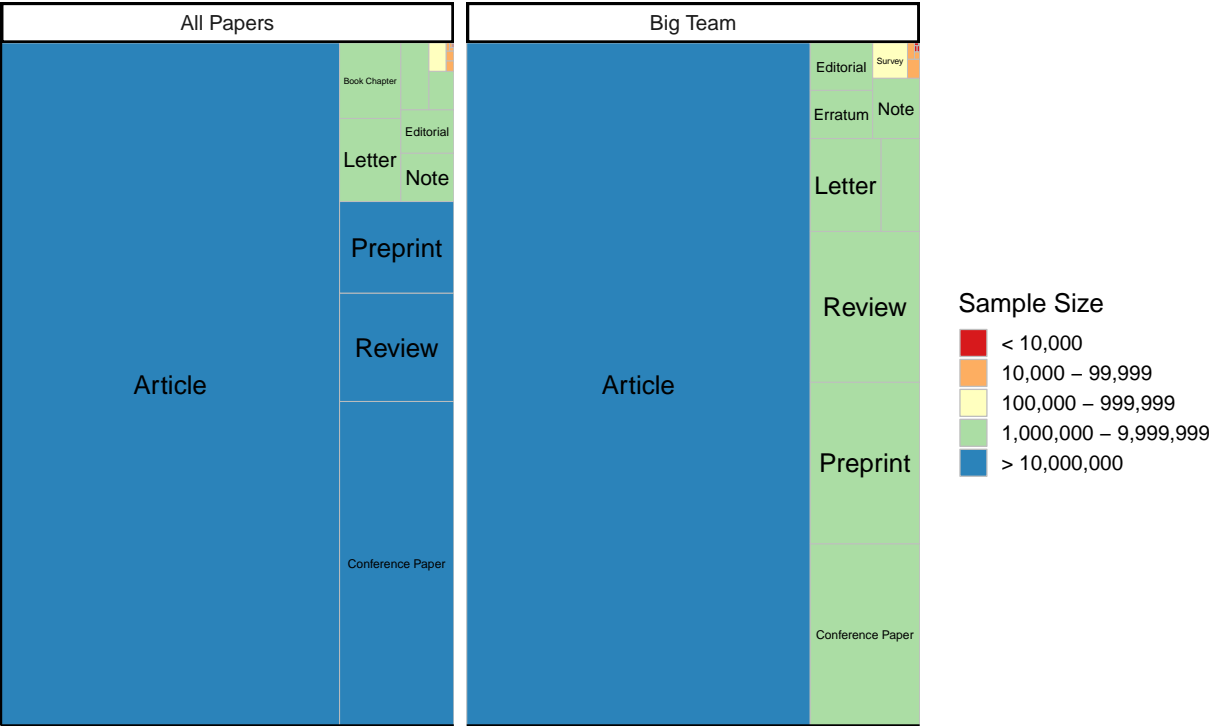 All Papers
Big Team
Book Chapter
Editorial
Letter
Note
Preprint
Review
Article
Conference Paper
Editorial
Survey
Erratum
Note
Letter
Review
Article
Preprint
Conference Paper
Sample Size
< 10,000
10,000 − 99,999
100,000 − 999,999
1,000,000 − 9,999,999
> 10,000,000